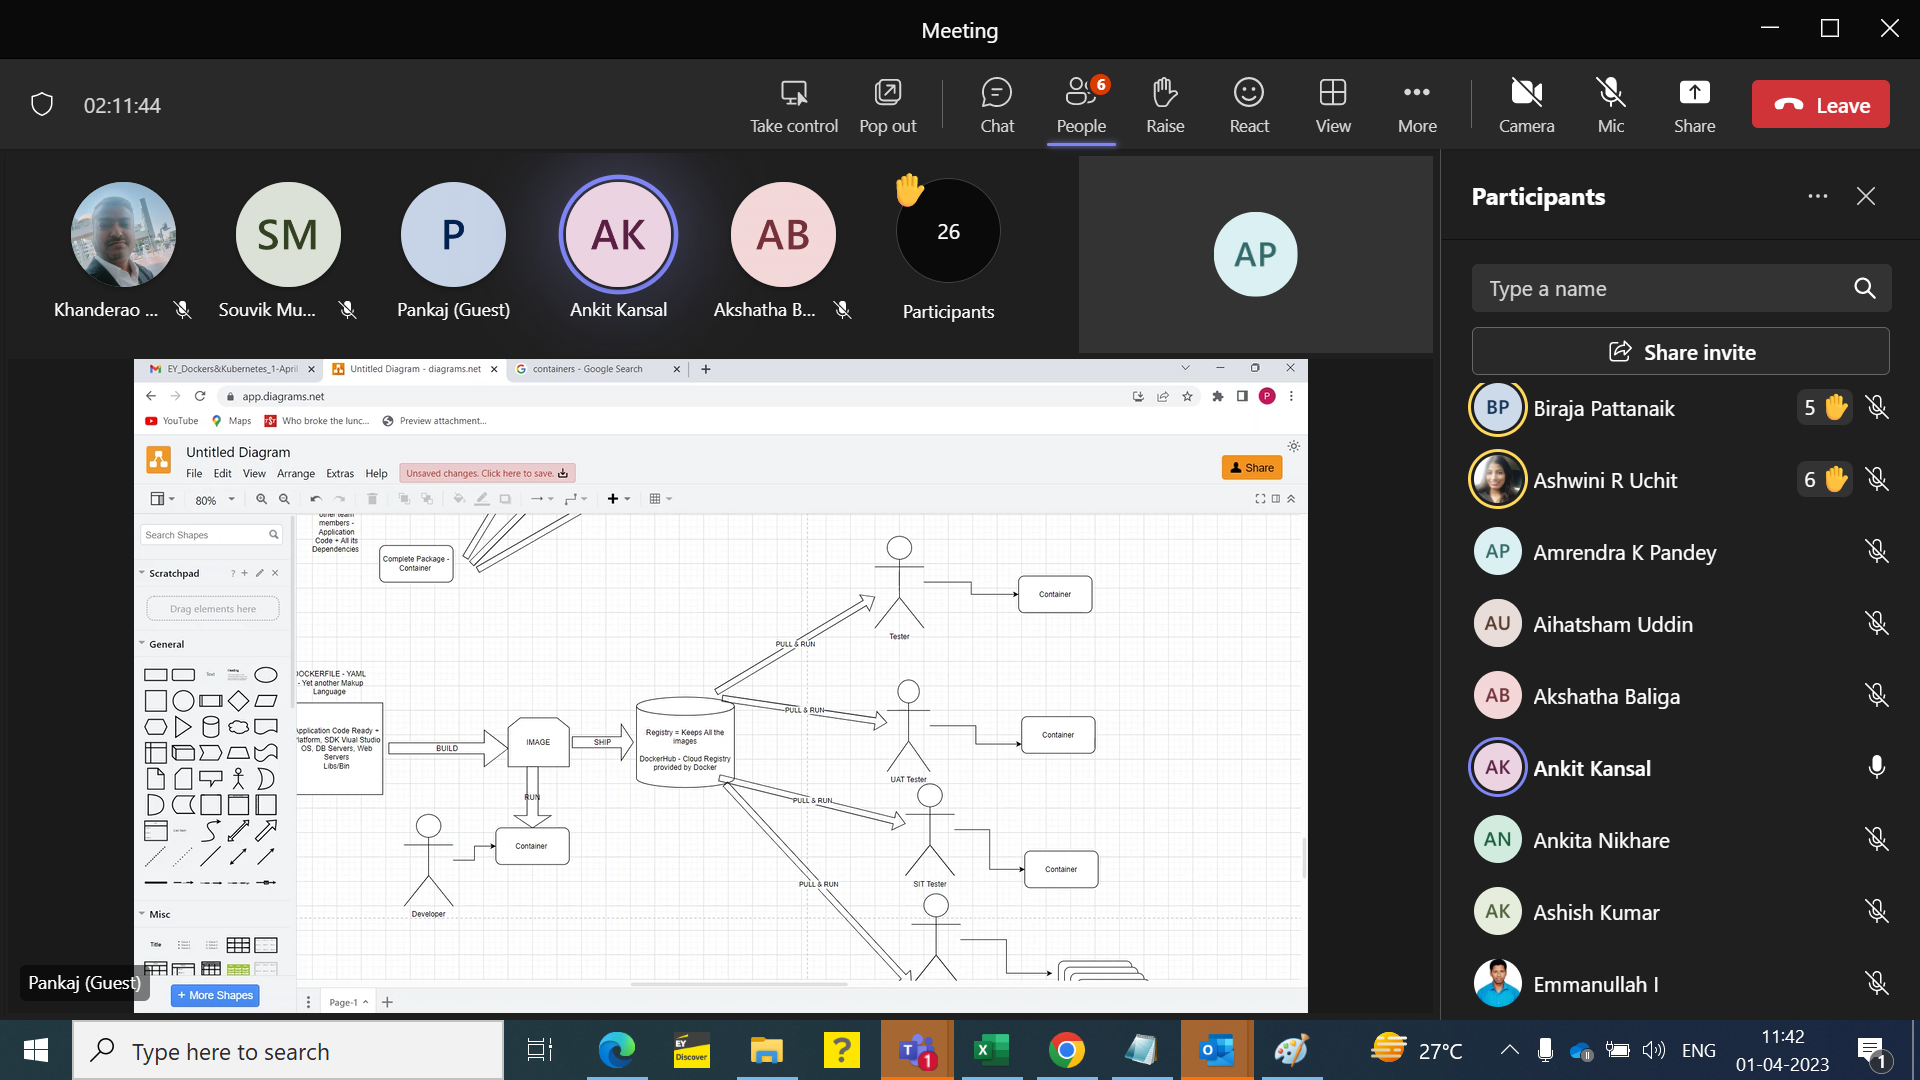 Meeting
02:11:44
Take control
Pop out
Chat
People
6
Raise
React
View
More
Camera
Mic
Share
Leave
Khanderao ...
SM
Souvik Mu...
P
Pankaj (Guest)
AK
Ankit Kansal
AB
Akshatha B...
26
Participants
AP
Participants
Type a name
Share invite
BP
Biraja Pattanaik
5
Ashwini R Uchit
6
AP
Amrendra K Pandey
AU
Aihatsham Uddin
AB
Akshatha Baliga
AK
Ankit Kansal
AN
Ankita Nikhare
AK
Ashish Kumar
Emmanullah I
EY_Dockers&Kubernetes_1-April
Untitled Diagram - diagrams.net
containers - Google Search
app.diagrams.net
P
YouTube
Maps
Who broke the lunc...
Preview attachment...
Untitled Diagram
File Edit View Arrange Extras Help
Unsaved changes. Click here to save.
Share
80%
Search Shapes
Scratchpad
?
Drag elements here
General
Text
Heading
Misc
Title
+ More Shapes
Page-1
other team
members -
Application
Code + All its
Dependencies
Complete Package -
Container
DOCKERFILE - YAML
- Yet another Makup
Language
Application Code Ready +
Platform, SDK Viual Studio
OS, DB Servers, Web
Servers
Libs/Bin
BUILD
IMAGE
SHIP
RUN
Container
Developer
Registry = Keeps All the
images
DockerHub - Cloud Registry
provided by Docker
PULL & RUN
Tester
Container
PULL & RUN
UAT Tester
Container
PULL & RUN
SIT Tester
Container
PULL & RUN
Pankaj (Guest)
Type here to search
EY
Discover
?
T
1
27°C
ENG
11:42
01-04-2023
1